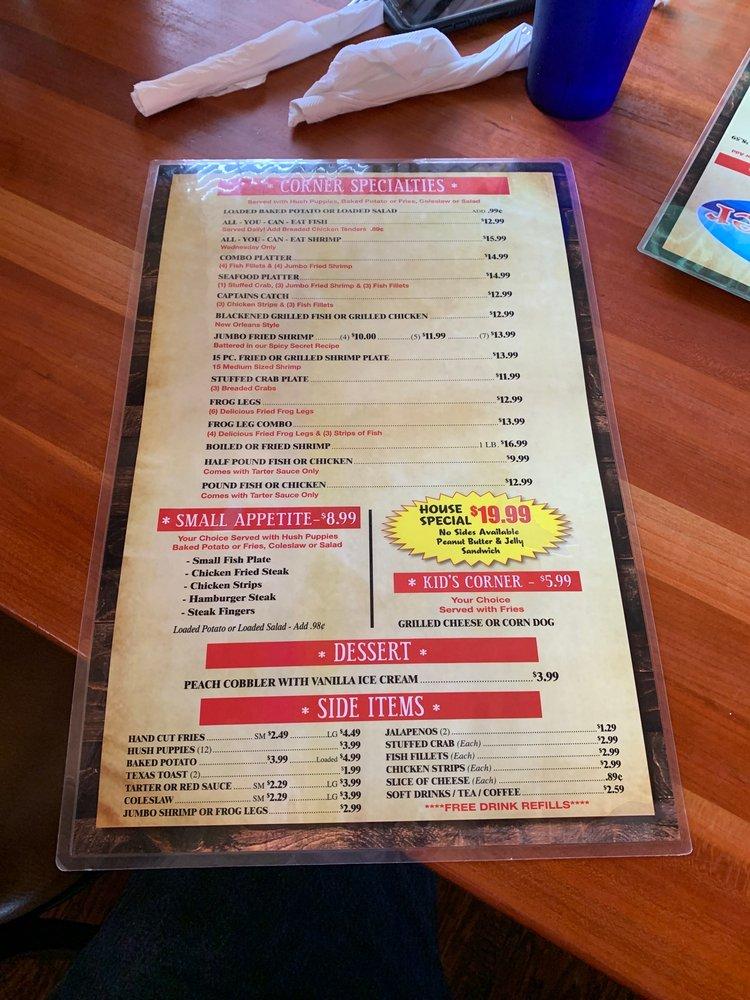 * CORNER SPECIALTIES *
Served with Hush Puppies, Baked Potato or Fries, Coleslaw or Salad
LOADED BAKED POTATO OR LOADED SALAD ADD .99¢
ALL - YOU - CAN - EAT FISH $12.99
Served Daily! Add Breaded Chicken Tenders .89¢
ALL - YOU - CAN - EAT SHRIMP $15.99
Wednesday Only
COMBO PLATTER $14.99
(4) Fish Fillets & (4) Jumbo Fried Shrimp
SEAFOOD PLATTER $14.99
(1) Stuffed Crab, (3) Jumbo Fried Shrimp & (3) Fish Fillets
CAPTAINS CATCH $12.99
(3) Chicken Strips & (3) Fish Fillets
BLACKENED GRILLED FISH OR GRILLED CHICKEN $12.99
New Orleans Style
JUMBO FRIED SHRIMP (4) $10.00 (5) $11.99 (7) $13.99
Battered in our Spicy Secret Recipe
15 PC. FRIED OR GRILLED SHRIMP PLATE $13.99
15 Medium Sized Shrimp
STUFFED CRAB PLATE $11.99
(3) Breaded Crabs
FROG LEGS $12.99
(6) Delicious Fried Frog Legs
FROG LEG COMBO $13.99
(4) Delicious Fried Frog Legs & (3) Strips of Fish
BOILED OR FRIED SHRIMP 1 LB. $16.99
HALF POUND FISH OR CHICKEN $9.99
Comes with Tarter Sauce Only
POUND FISH OR CHICKEN $12.99
Comes with Tarter Sauce Only
* SMALL APPETITE-$8.99
Your Choice Served with Hush Puppies
Baked Potato or Fries, Coleslaw or Salad
- Small Fish Plate
- Chicken Fried Steak
- Chicken Strips
- Hamburger Steak
- Steak Fingers
Loaded Potato or Loaded Salad - Add .98¢
HOUSE SPECIAL $19.99
No Sides Available
Peanut Butter & Jelly
Sandwich
* KID'S CORNER - $5.99
Your Choice
Served with Fries
GRILLED CHEESE OR CORN DOG
* DESSERT *
PEACH COBBLER WITH VANILLA ICE CREAM $3.99
* SIDE ITEMS *
HAND CUT FRIES SM $2.49 LG $4.49
HUSH PUPPIES (12) $3.99
BAKED POTATO $3.99 Loaded $4.99
TEXAS TOAST (2) $1.99
TARTER OR RED SAUCE SM $2.29 LG $3.99
COLESLAW SM $2.29 LG $3.99
JUMBO SHRIMP OR FROG LEGS $2.99
JALAPENOS (2) $1.29
STUFFED CRAB (Each) $2.99
FISH FILLETS (Each) $2.99
CHICKEN STRIPS (Each) $2.99
SLICE OF CHEESE (Each) .89¢
SOFT DRINKS / TEA / COFFEE $2.59
****FREE DRINK REFILLS****